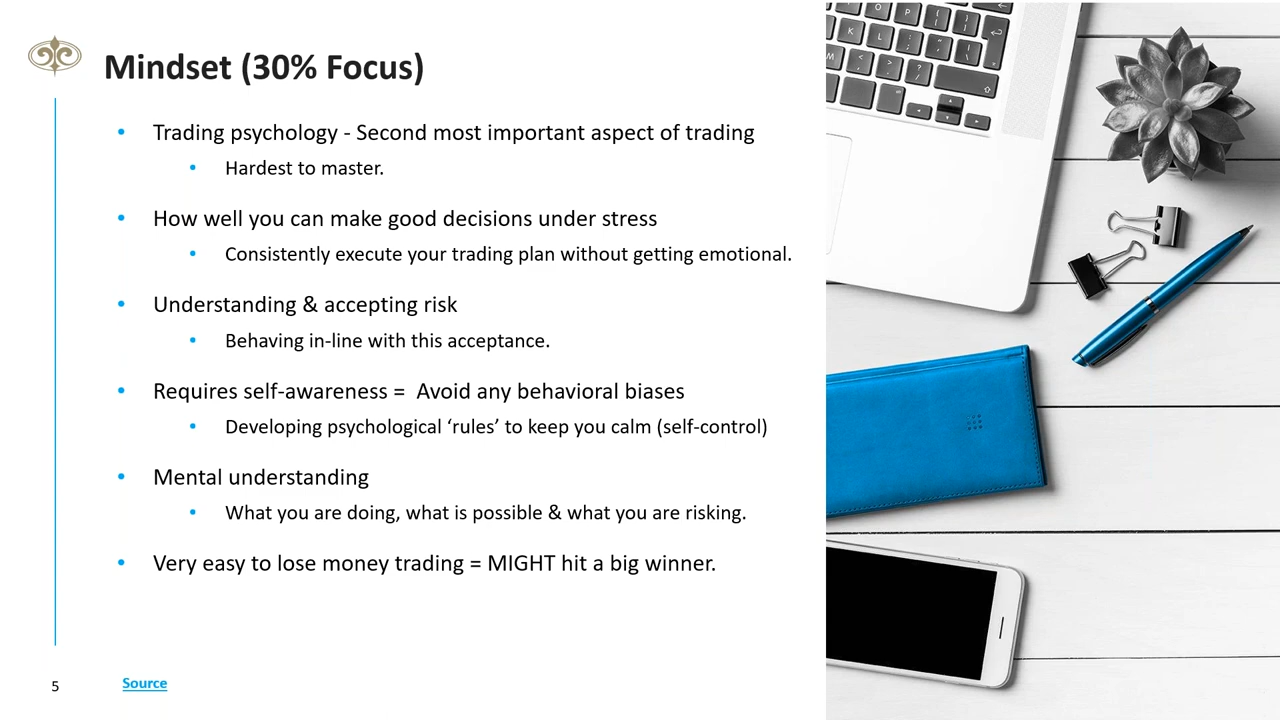 Mindset (30% Focus)
• Trading psychology - Second most important aspect of trading
• Hardest to master.
• How well you can make good decisions under stress
• Consistently execute your trading plan without getting emotional.
• Understanding & accepting risk
• Behaving in-line with this acceptance.
• Requires self-awareness =  Avoid any behavioral biases
• Developing psychological ‘rules’ to keep you calm (self-control)
• Mental understanding
• What you are doing, what is possible & what you are risking.
• Very easy to lose money trading = MIGHT hit a big winner.
5
Source